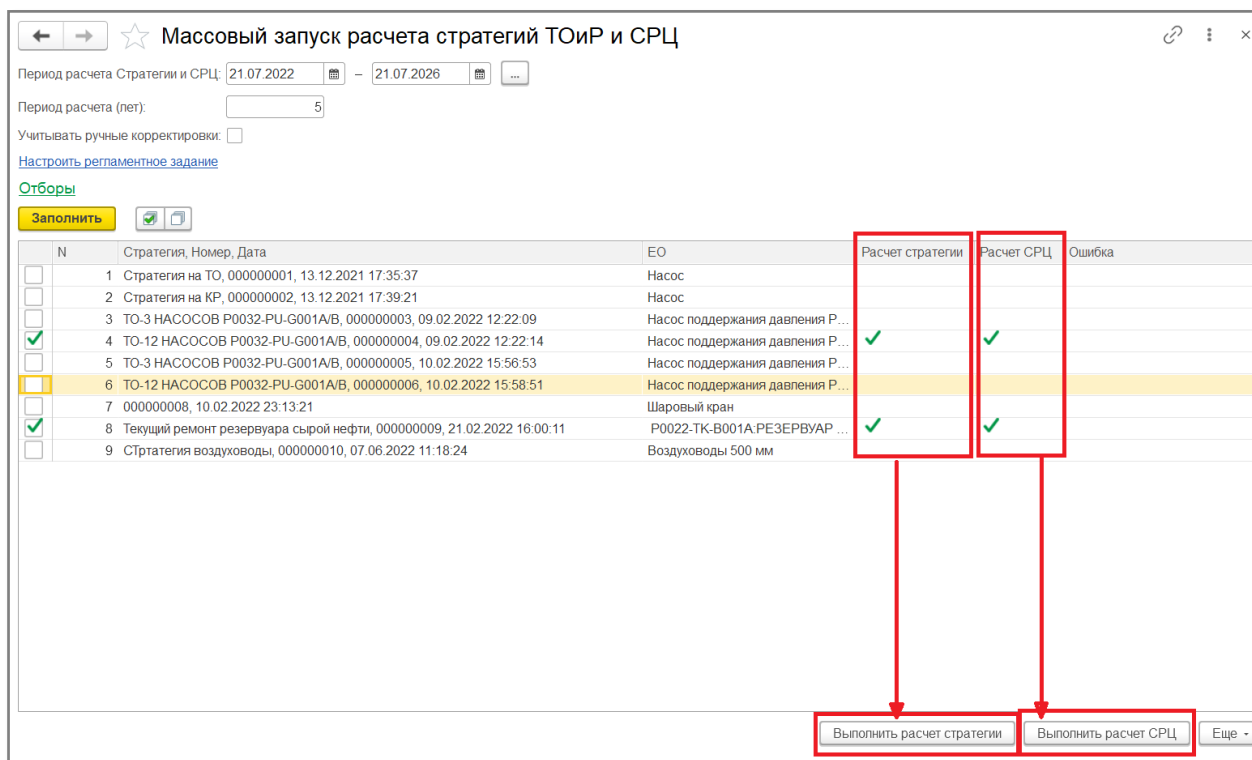 Массовый запуск расчета стратегий ТОиР и СРЦ
Период расчета Стратегии и СРЦ: 21.07.2022 – 21.07.2026 ...
Период расчета (лет): 5
Учитывать ручные корректировки:
Настроить регламентное задание
Отборы
Заполнить
N Стратегия, Номер, Дата ЕО Расчет стратегии Расчет СРЦ Ошибка
1 Стратегия на ТО, 000000001, 13.12.2021 17:35:37 Насос
2 Стратегия на КР, 000000002, 13.12.2021 17:39:21 Насос
3 ТО-3 НАСОСОВ P0032-PU-G001A/B, 000000003, 09.02.2022 12:22:09 Насос поддержания давления P...
4 ТО-12 НАСОСОВ P0032-PU-G001A/B, 000000004, 09.02.2022 12:22:14 Насос поддержания давления P...
5 ТО-3 НАСОСОВ P0032-PU-G001A/B, 000000005, 10.02.2022 15:56:53 Насос поддержания давления P...
6 ТО-12 НАСОСОВ P0032-PU-G001A/B, 000000006, 10.02.2022 15:58:51 Насос поддержания давления P...
7 000000008, 10.02.2022 23:13:21 Шаровый кран
8 Текущий ремонт резервуара сырой нефти, 000000009, 21.02.2022 16:00:11 P0022-TK-B001A:РЕЗЕРВУАР ...
9 СТртатегия воздуховоды, 000000010, 07.06.2022 11:18:24 Воздуховоды 500 мм
Выполнить расчет стратегии Выполнить расчет СРЦ Еще